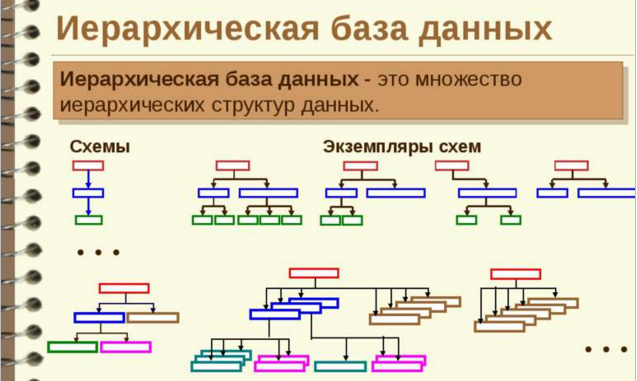 Иерархическая база данных
Иерархическая база данных - это множество
иерархических структур данных.
Схемы
Экземпляры схем
. . .
. . .